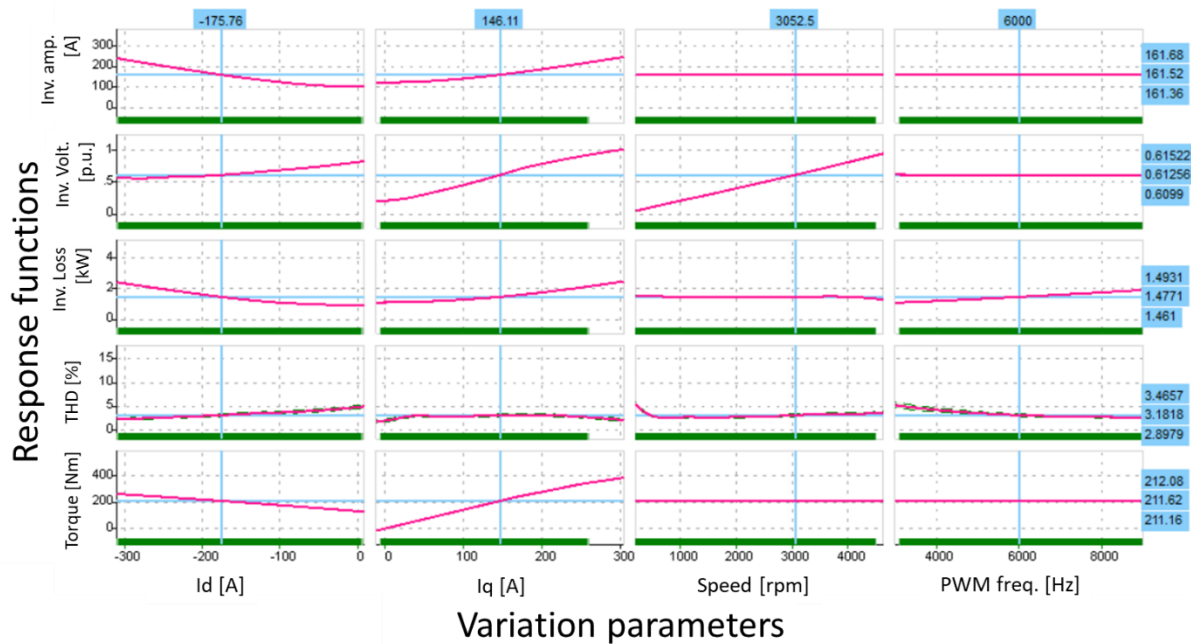 -175.76 146.11 3052.5 6000
Response functions
Inv. amp.
[A]
300
200
100
0
161.68
161.52
161.36
Inv. Volt.
[p.u.]
1
.5
0
0.61522
0.61256
0.6099
Inv. Loss
[kW]
4
2
0
1.4931
1.4771
1.461
THD [%]
15
10
5
0
3.4657
3.1818
2.8979
Torque [Nm]
400
200
0
212.08
211.62
211.16
-300 -200 -100 0 0 100 200 300 1000 2000 3000 4000 4000 6000 8000
Id [A] Iq [A] Speed [rpm] PWM freq. [Hz]
Variation parameters